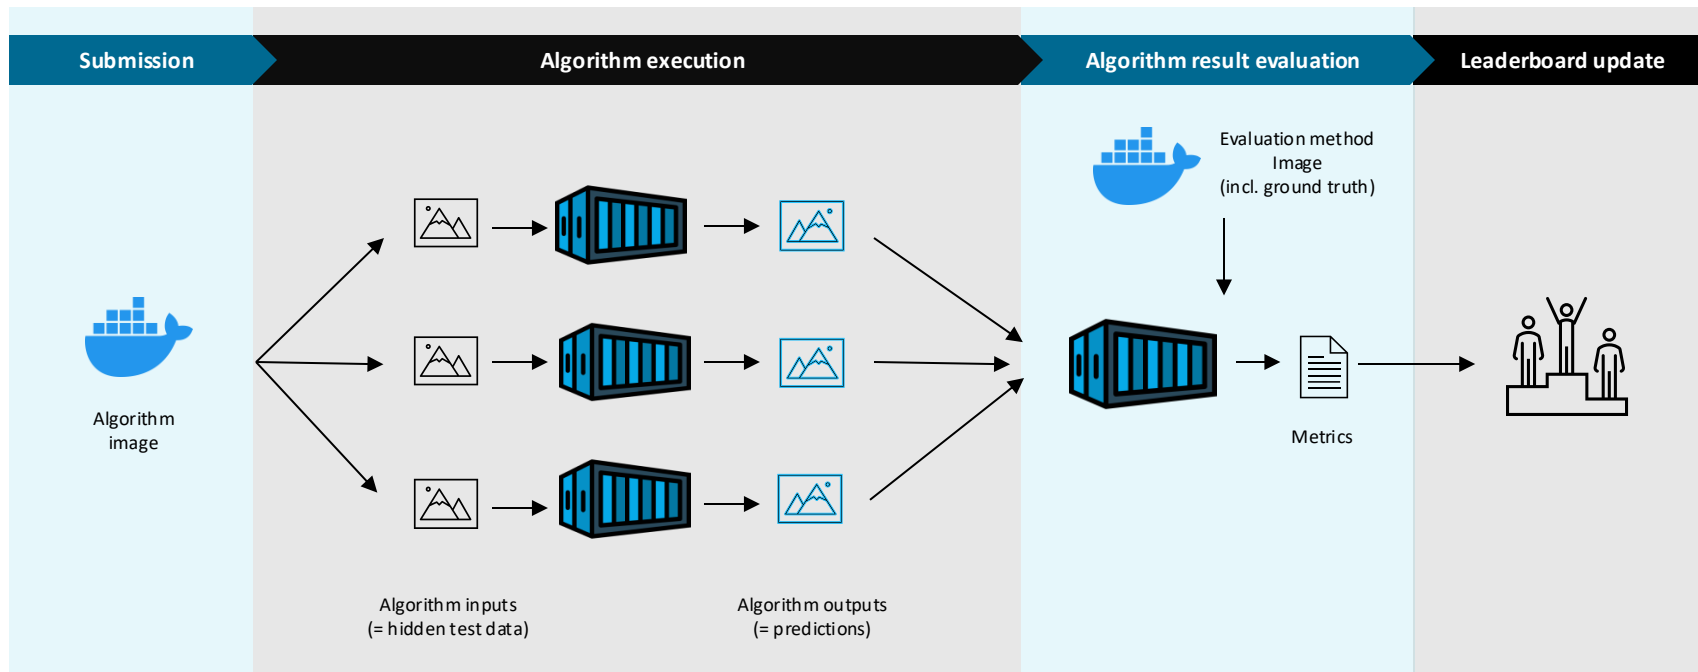 Submission
Algorithm execution
Algorithm result evaluation
Leaderboard update
Evaluation method
Image
(incl. ground truth)
Algorithm
image
Metrics
Algorithm inputs
(= hidden test data)
Algorithm outputs
(= predictions)